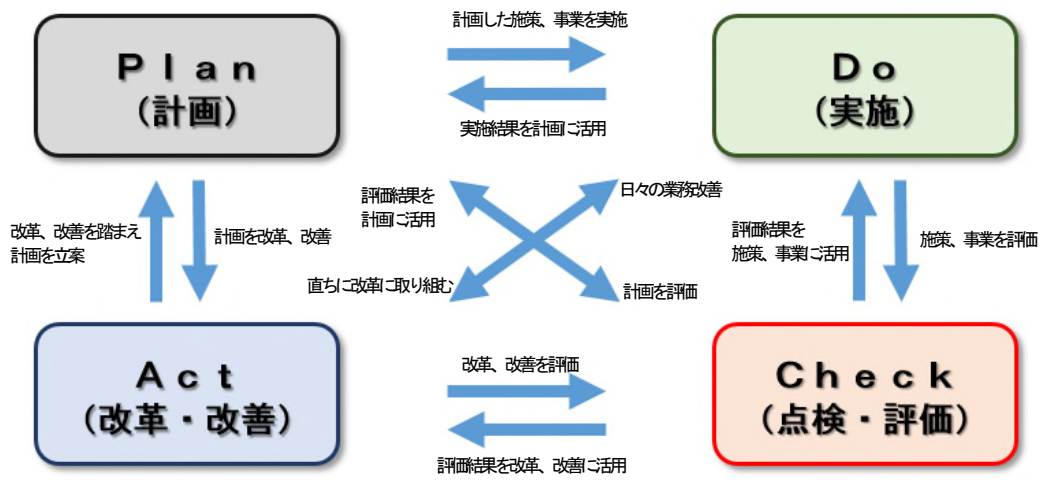 計画した施策、事業を実施
Ｐｌａｎ
（計画）
Ｄｏ
（実施）
実施結果を計画に活用
評価結果を
計画に活用
日々の業務改善
改革、改善を踏まえ
計画を立案
計画を改革、改善
評価結果を
施策、事業に活用
施策、事業を評価
直ちに改革に取り組む
計画を評価
改革、改善を評価
Ａｃｔ
（改革・改善）
Ｃｈｅｃｋ
（点検・評価）
評価結果を改革、改善に活用